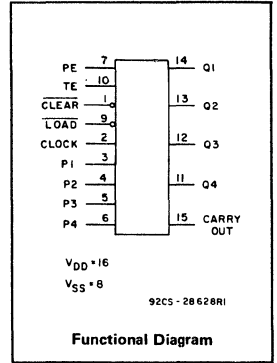 PE 7 14 Q1
TE 10
CLEAR 1 13 Q2
LOAD 9
CLOCK 2 12 Q3
P1 3
P2 4 11 Q4
P3 5
P4 6 15 CARRY OUT
VDD = 16
VSS = 8
92CS - 28628R1
Functional Diagram